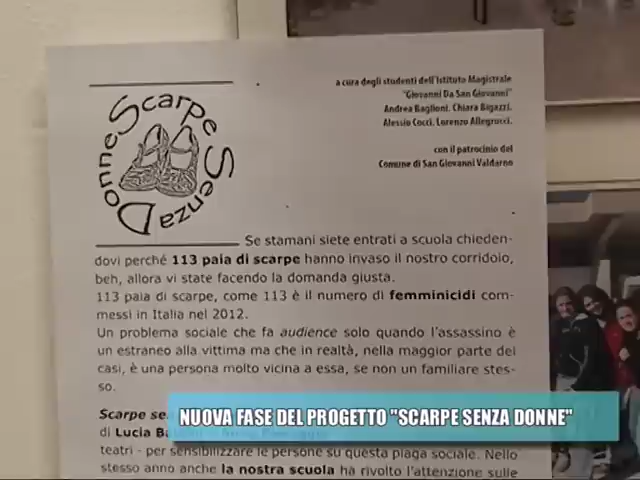 Scarpe Senza Donne
a cura degli studenti dell'Istituto Magistrale
"Giovanni Da San Giovanni"
Andrea Baglioni. Chiara Bigazzi.
Alessio Cocci. Lorenzo Allegrucci.
con il patrocinio del
Comune di San Giovanni Valdarno
Se stamani siete entrati a scuola chieden-
dovi perché 113 paia di scarpe hanno invaso il nostro corridoio,
beh, allora vi state facendo la domanda giusta.
113 paia di scarpe, come 113 è il numero di femminicidi com-
messi in Italia nel 2012.
Un problema sociale che fa audience solo quando l'assassino è
un estraneo alla vittima ma che in realtà, nella maggior parte dei
casi, è una persona molto vicina a essa, se non un familiare stes-
so.
Scarpe se
NUOVA FASE DEL PROGETTO "SCARPE SENZA DONNE"
di Lucia
teatri - per sensibilizzare le persone su questa piaga sociale. Nello
stesso anno anche la nostra scuola ha rivolto l'attenzione sulle